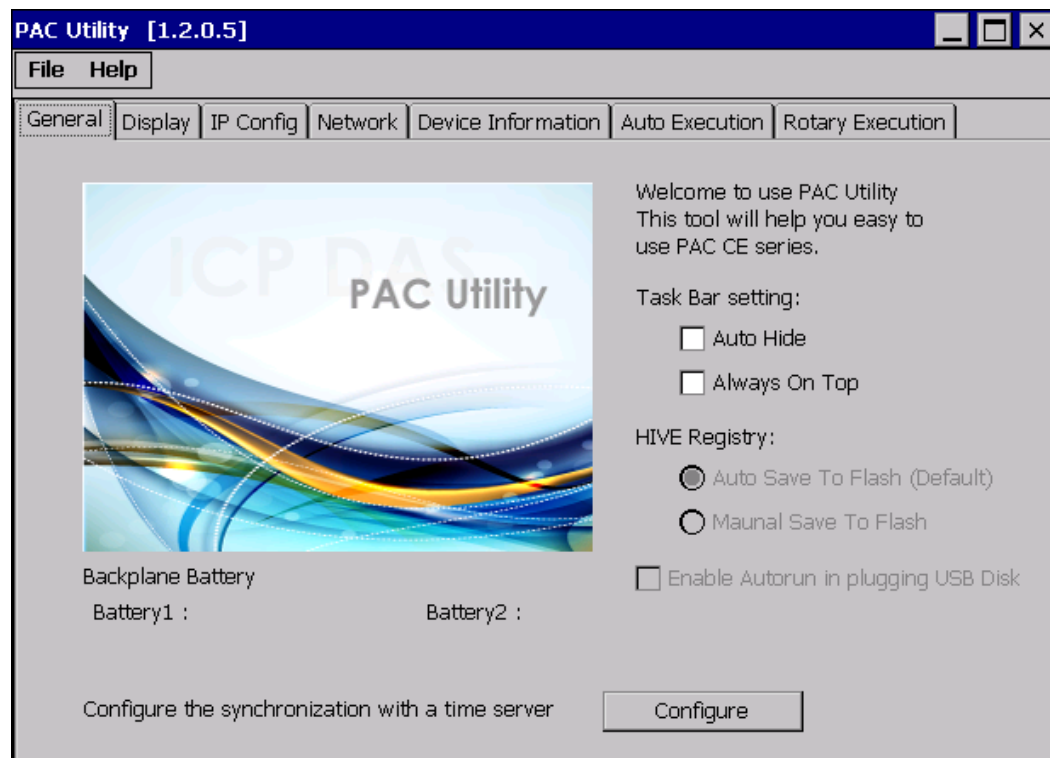 PAC Utility [1.2.0.5]
File Help
General Display IP Config Network Device Information Auto Execution Rotary Execution
ICP DAS
PAC Utility
Welcome to use PAC Utility
This tool will help you easy to
use PAC CE series.
Task Bar setting:
Auto Hide
Always On Top
HIVE Registry:
Auto Save To Flash (Default)
Maunal Save To Flash
Enable Autorun in plugging USB Disk
Backplane Battery
Battery1 : Battery2 :
Configure the synchronization with a time server Configure